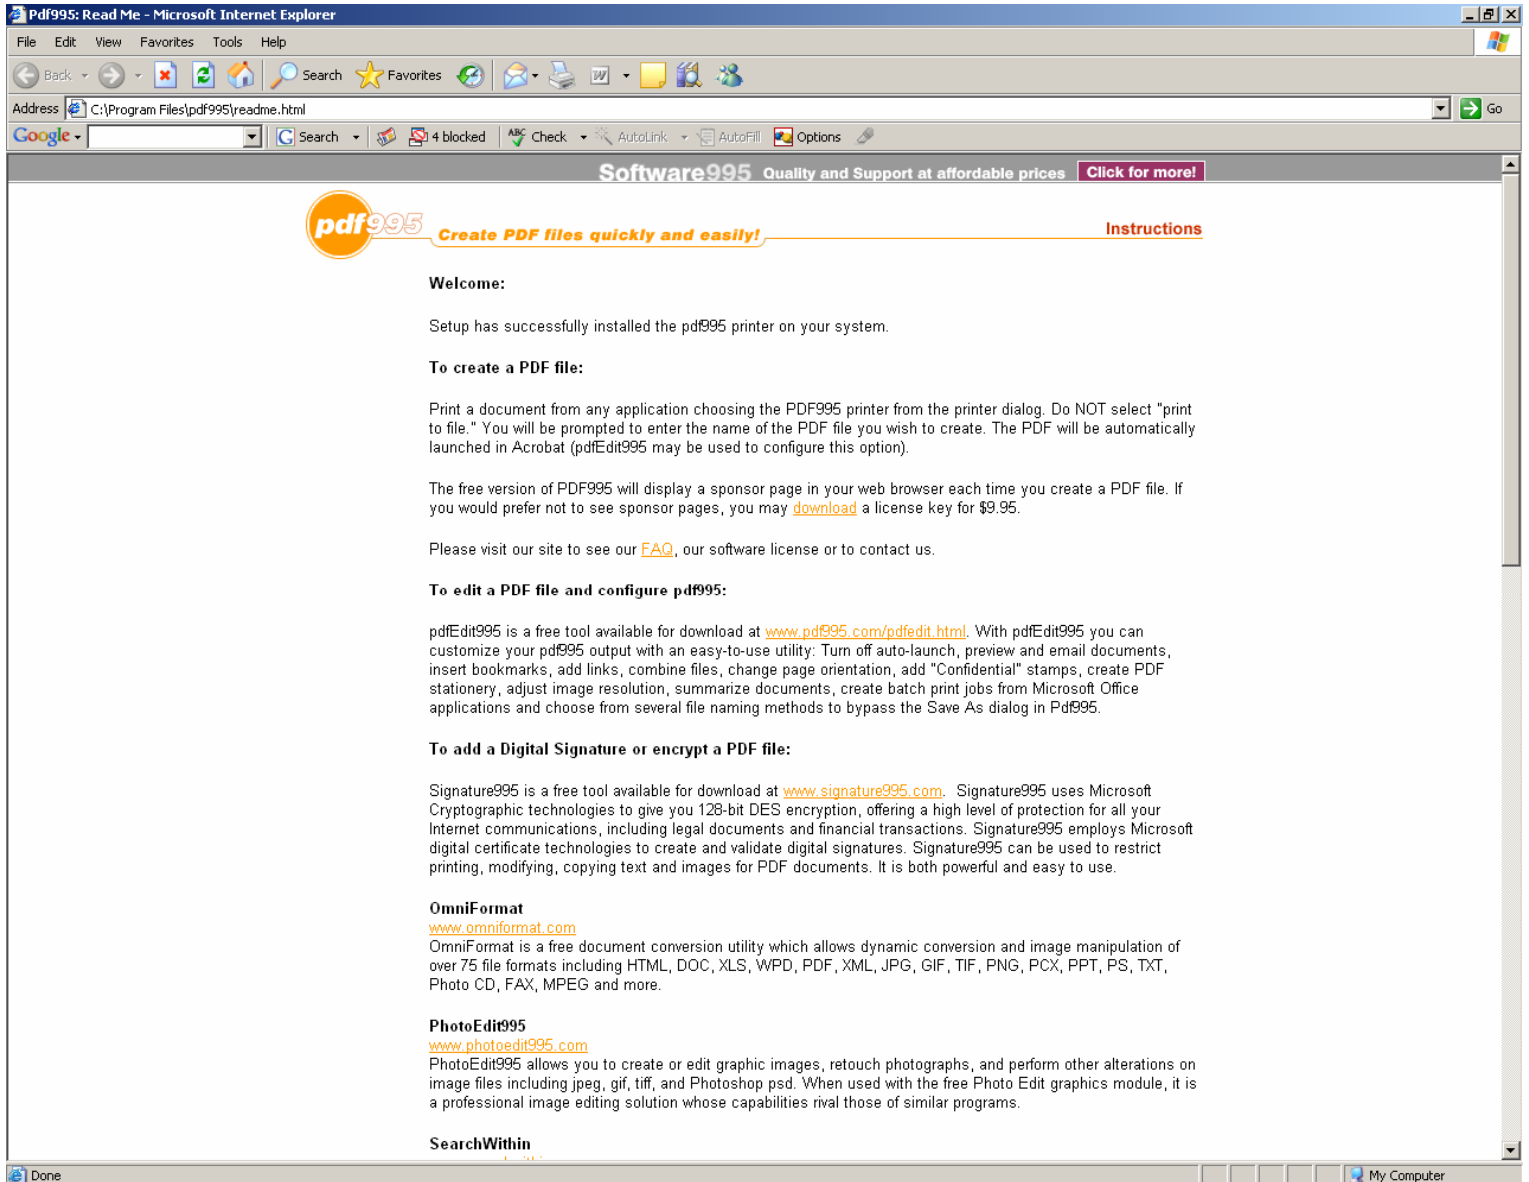 Pdf995: Read Me - Microsoft Internet Explorer
File Edit View Favorites Tools Help
Back Search Favorites
Address C:\Program Files\pdf995\readme.html Go
Google Search 4 blocked ABC Check AutoLink AutoFill Options
Software995 Quality and Support at affordable prices Click for more!
pdf995 Create PDF files quickly and easily! Instructions
Welcome:
Setup has successfully installed the pdf995 printer on your system.
To create a PDF file:
Print a document from any application choosing the PDF995 printer from the printer dialog. Do NOT select "print
to file." You will be prompted to enter the name of the PDF file you wish to create. The PDF will be automatically
launched in Acrobat (pdfEdit995 may be used to configure this option).
The free version of PDF995 will display a sponsor page in your web browser each time you create a PDF file. If
you would prefer not to see sponsor pages, you may download a license key for $9.95.
Please visit our site to see our FAQ, our software license or to contact us.
To edit a PDF file and configure pdf995:
pdfEdit995 is a free tool available for download at www.pdf995.com/pdfedit.html. With pdfEdit995 you can
customize your pdf995 output with an easy-to-use utility: Turn off auto-launch, preview and email documents,
insert bookmarks, add links, combine files, change page orientation, add "Confidential" stamps, create PDF
stationery, adjust image resolution, summarize documents, create batch print jobs from Microsoft Office
applications and choose from several file naming methods to bypass the Save As dialog in Pdf995.
To add a Digital Signature or encrypt a PDF file:
Signature995 is a free tool available for download at www.signature995.com. Signature995 uses Microsoft
Cryptographic technologies to give you 128-bit DES encryption, offering a high level of protection for all your
Internet communications, including legal documents and financial transactions. Signature995 employs Microsoft
digital certificate technologies to create and validate digital signatures. Signature995 can be used to restrict
printing, modifying, copying text and images for PDF documents. It is both powerful and easy to use.
OmniFormat
www.omniformat.com
OmniFormat is a free document conversion utility which allows dynamic conversion and image manipulation of
over 75 file formats including HTML, DOC, XLS, WPD, PDF, XML, JPG, GIF, TIF, PNG, PCX, PPT, PS, TXT,
Photo CD, FAX, MPEG and more.
PhotoEdit995
www.photoedit995.com
PhotoEdit995 allows you to create or edit graphic images, retouch photographs, and perform other alterations on
image files including jpeg, gif, tiff, and Photoshop psd. When used with the free Photo Edit graphics module, it is
a professional image editing solution whose capabilities rival those of similar programs.
SearchWithin
Done My Computer